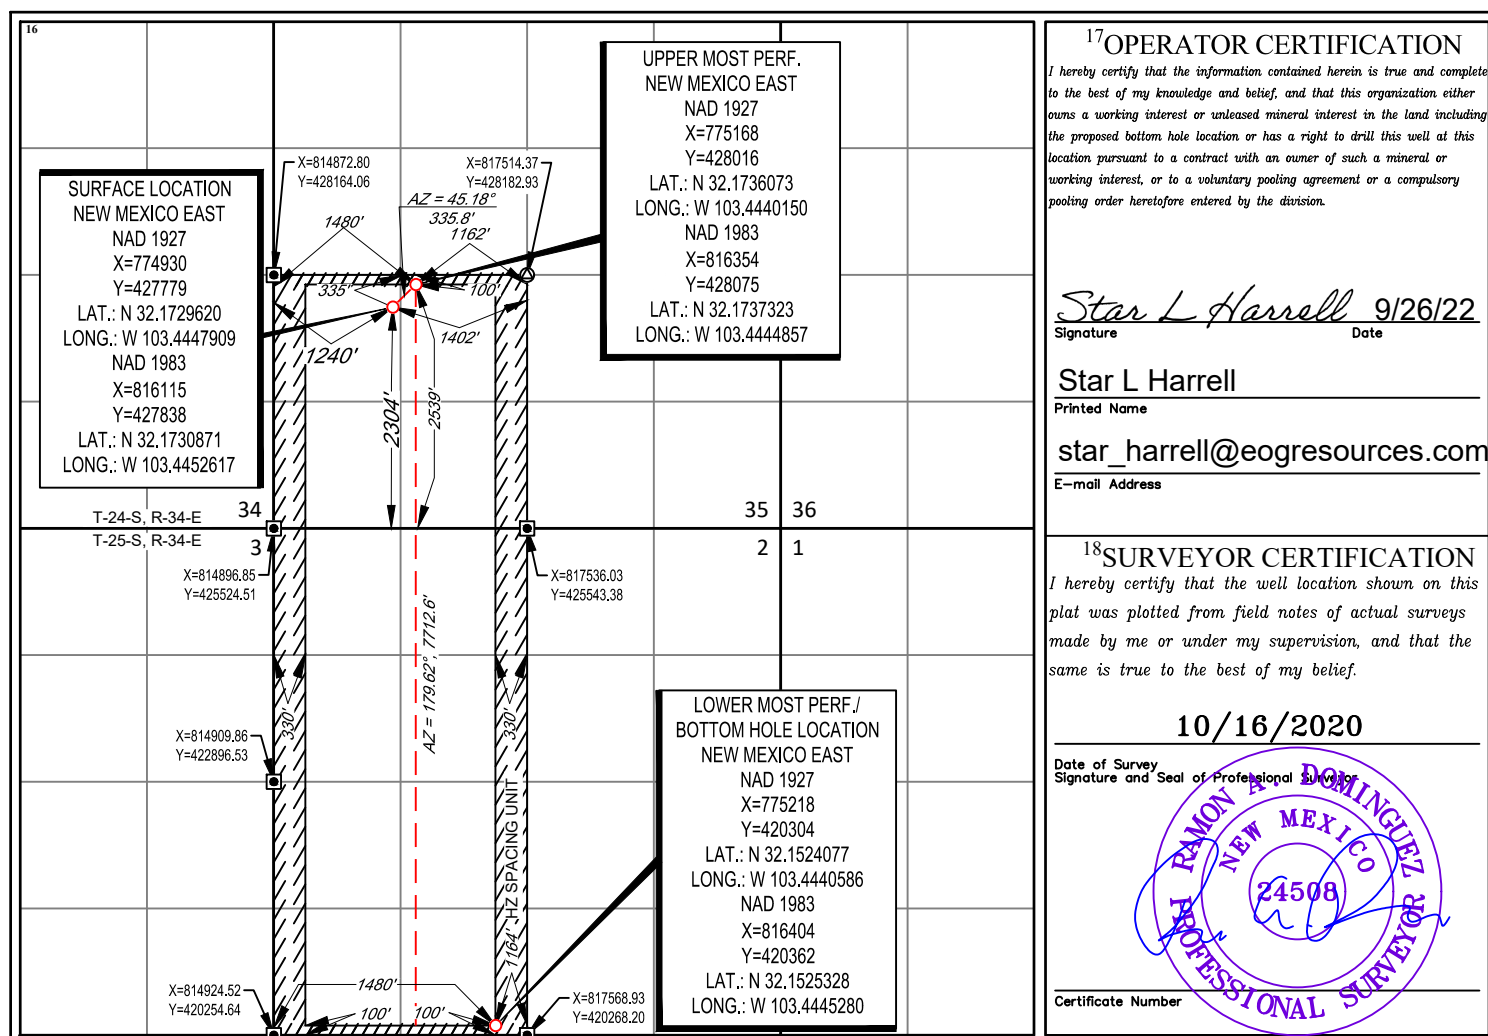 16
UPPER MOST PERF.
NEW MEXICO EAST
NAD 1927
X=775168
Y=428016
LAT.: N 32.1736073
LONG.: W 103.4440150
NAD 1983
X=816354
Y=428075
LAT.: N 32.1737323
LONG.: W 103.4444857
X=814872.80
Y=428164.06
X=817514.37
Y=428182.93
SURFACE LOCATION
NEW MEXICO EAST
NAD 1927
X=774930
Y=427779
LAT.: N 32.1729620
LONG.: W 103.4447909
NAD 1983
X=816115
Y=427838
LAT.: N 32.1730871
LONG.: W 103.4452617
AZ = 45.18°
335.8'
1480'
1162'
335'
100'
1402'
1240'
2304'
2539'
T-24-S, R-34-E
34
35
36
T-25-S, R-34-E
3
2
1
X=814896.85
Y=425524.51
X=817536.03
Y=425543.38
AZ = 179.62°, 7712.6'
330'
330'
X=814909.86
Y=422896.53
LOWER MOST PERF./
BOTTOM HOLE LOCATION
NEW MEXICO EAST
NAD 1927
X=775218
Y=420304
LAT.: N 32.1524077
LONG.: W 103.4440586
NAD 1983
X=816404
Y=420362
LAT.: N 32.1525328
LONG.: W 103.4445280
HZ SPACING UNIT
1164'
1480'
100'
100'
X=814924.52
Y=420254.64
X=817568.93
Y=420268.20
17OPERATOR CERTIFICATION
I hereby certify that the information contained herein is true and complete
to the best of my knowledge and belief, and that this organization either
owns a working interest or unleased mineral interest in the land including
the proposed bottom hole location or has a right to drill this well at this
location pursuant to a contract with an owner of such a mineral or
working interest, or to a voluntary pooling agreement or a compulsory
pooling order heretofore entered by the division.
Star L Harrell 9/26/22
Signature Date
Star L Harrell
Printed Name
star_harrell@eogresources.com
E-mail Address
18SURVEYOR CERTIFICATION
I hereby certify that the well location shown on this
plat was plotted from field notes of actual surveys
made by me or under my supervision, and that the
same is true to the best of my belief.
10/16/2020
Date of Survey
Signature and Seal of Professional Surveyor
RAMON A. DOMINGUEZ
NEW MEXICO
24508
PROFESSIONAL SURVEYOR
Certificate Number